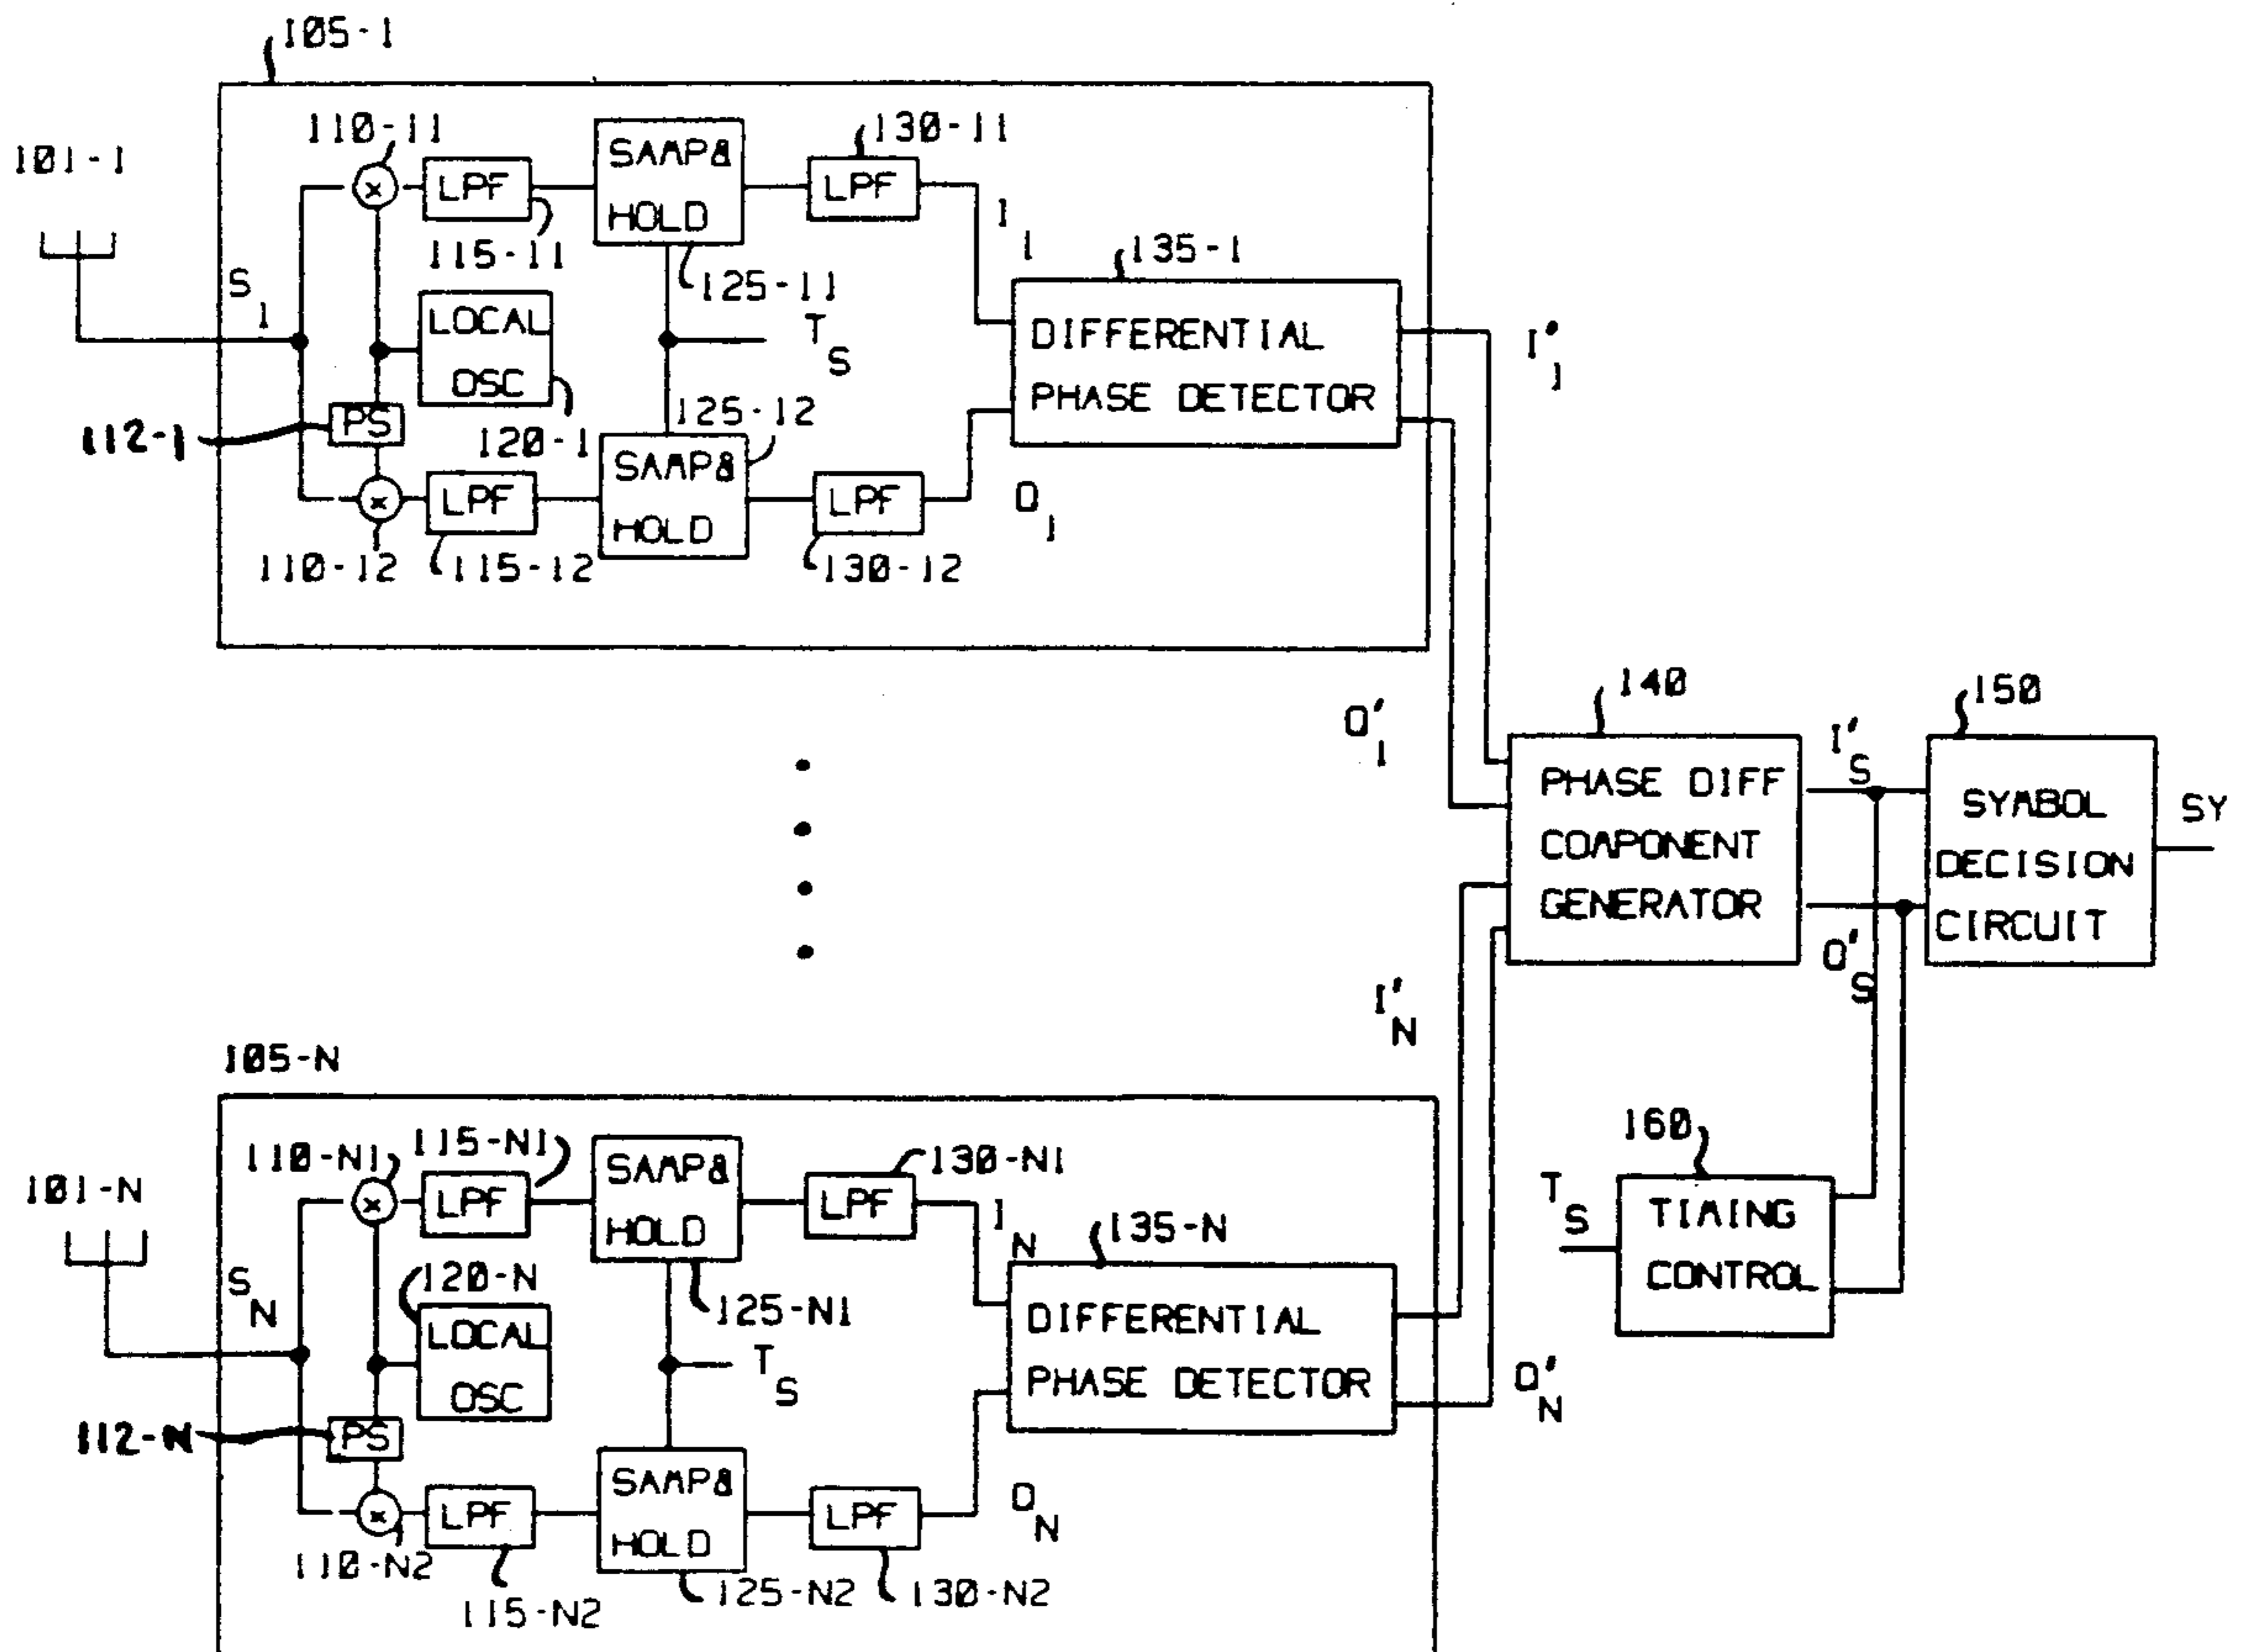 105-1
110-11
101-1
LPF
SAMP&
HOLD
130-11
LPF
115-11
125-11
I1
135-1
S1
LOCAL
OSC
TS
DIFFERENTIAL
PHASE DETECTOR
I'1
112-1
PS
120-1
125-12
LPF
SAMP&
HOLD
LPF
Q1
110-12
115-12
130-12
Q'1
140
150
PHASE DIFF
COMPONENT
GENERATOR
I'S
Q'S
SYMBOL
DECISION
CIRCUIT
SY
I'N
105-N
110-N1
115-N1
101-N
LPF
SAMP&
HOLD
130-N1
LPF
IN
135-N
160
TS
TIMING
CONTROL
SN
120-N
LOCAL
OSC
125-N1
TS
DIFFERENTIAL
PHASE DETECTOR
Q'N
112-N
PS
LPF
SAMP&
HOLD
LPF
QN
110-N2
115-N2
125-N2
130-N2